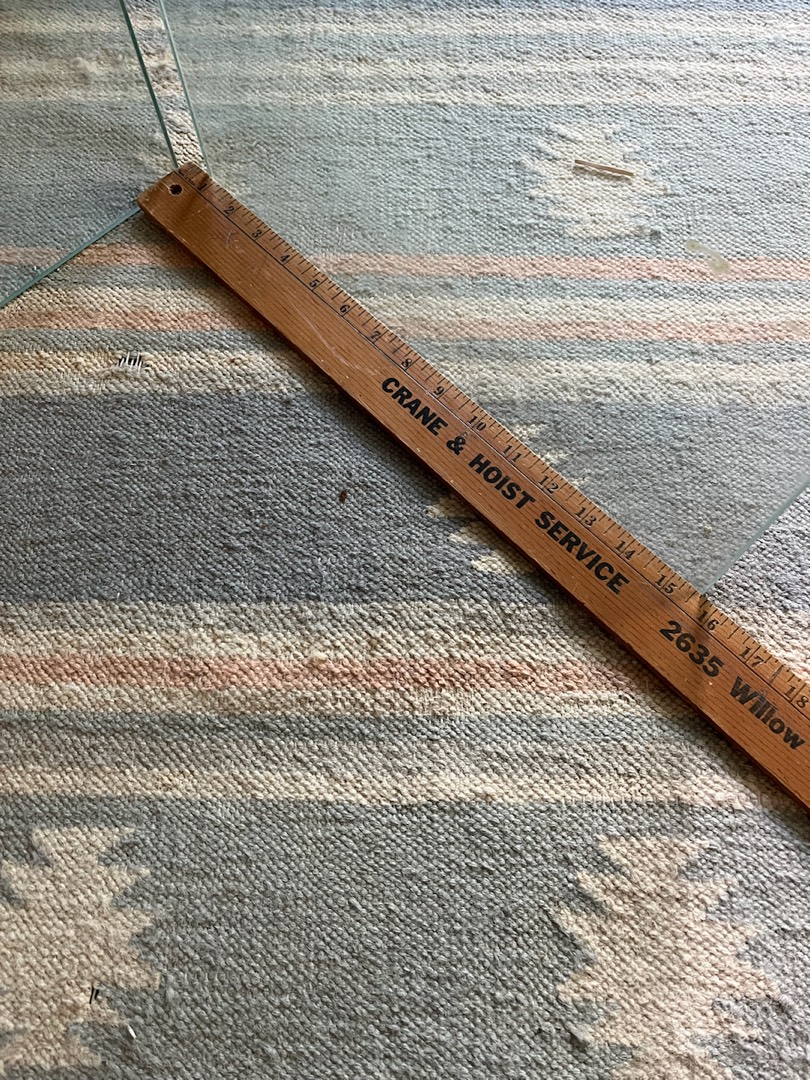 1 2 3 4 5 6 7 8 9 10 11 12 13 14 15 16 17 18
CRANE & HOIST SERVICE
2635 Willow